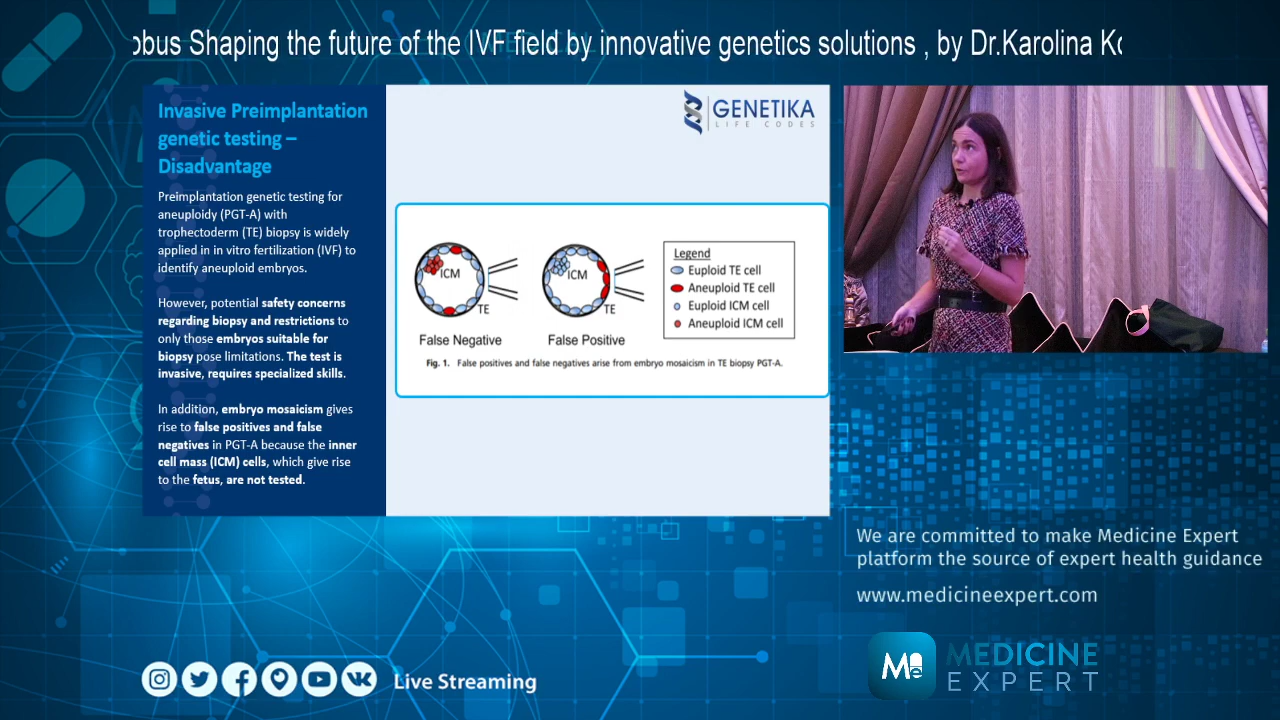 Shaping the future of the IVF field by innovative genetics solutions , by Dr.Karolina
Invasive Preimplantation
genetic testing –
Disadvantage
Preimplantation genetic testing for
aneuploidy (PGT-A) with
trophectoderm (TE) biopsy is widely
applied in in vitro fertilization (IVF) to
identify aneuploid embryos.
However, potential safety concerns
regarding biopsy and restrictions to
only those embryos suitable for
biopsy pose limitations. The test is
invasive, requires specialized skills.
In addition, embryo mosaicism gives
rise to false positives and false
negatives in PGT-A because the inner
cell mass (ICM) cells, which give rise
to the fetus, are not tested.
GENETIKA
LIFE CODES
ICM
TE
False Negative
ICM
TE
False Positive
Legend
Euploid TE cell
Aneuploid TE cell
Euploid ICM cell
Aneuploid ICM cell
Fig. 1. False positives and false negatives arise from embryo mosaicism in TE biopsy PGT-A.
We are committed to make Medicine Expert
platform the source of expert health guidance
www.medicineexpert.com
Me
MEDICINE
EXPERT
Live Streaming